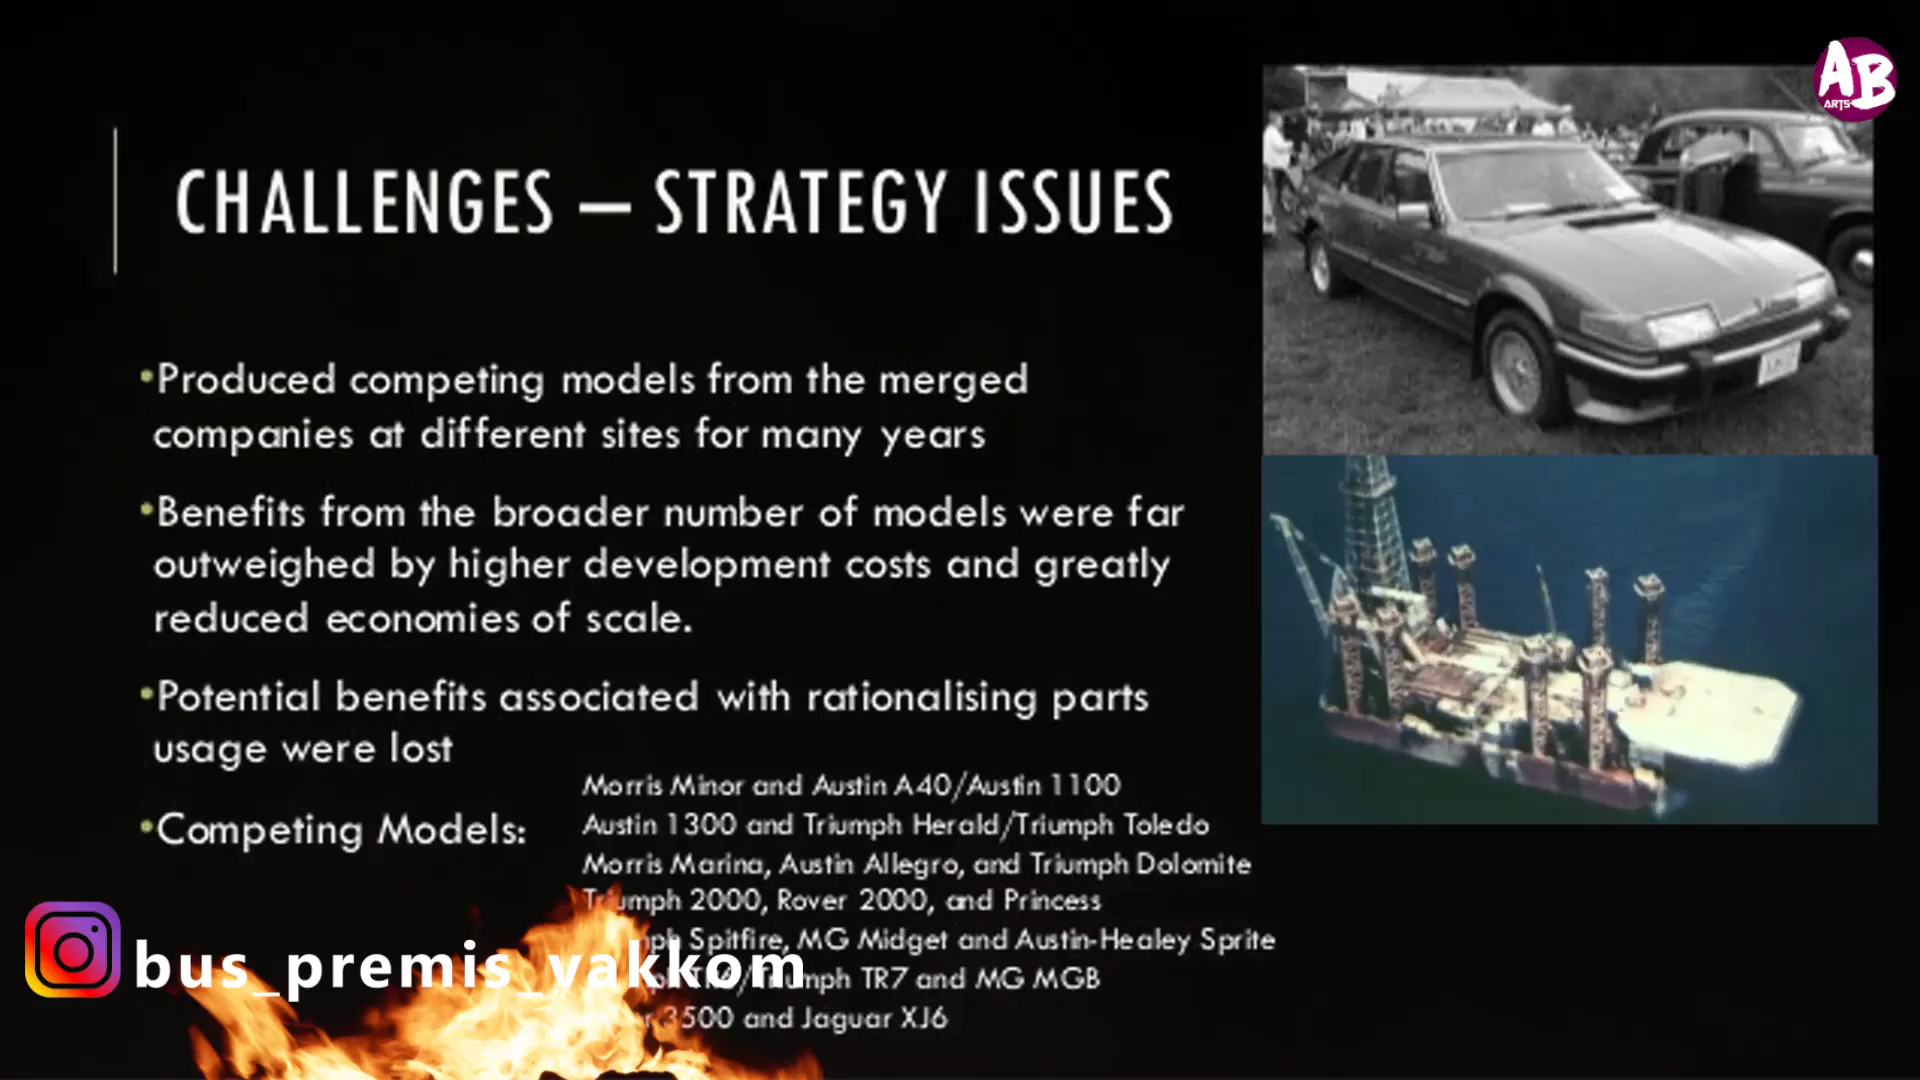 AB
ARTS
CHALLENGES – STRATEGY ISSUES
•Produced competing models from the merged
companies at different sites for many years
•Benefits from the broader number of models were far
outweighed by higher development costs and greatly
reduced economies of scale.
•Potential benefits associated with rationalising parts
usage were lost
•Competing Models:
Morris Minor and Austin A40/Austin 1100
Austin 1300 and Triumph Herald/Triumph Toledo
Morris Marina, Austin Allegro, and Triumph Dolomite
Triumph 2000, Rover 2000, and Princess
Spitfire, MG Midget and Austin-Healey Sprite
TR7 and MG MGB
3500 and Jaguar XJ6
bus_premis_vakkom